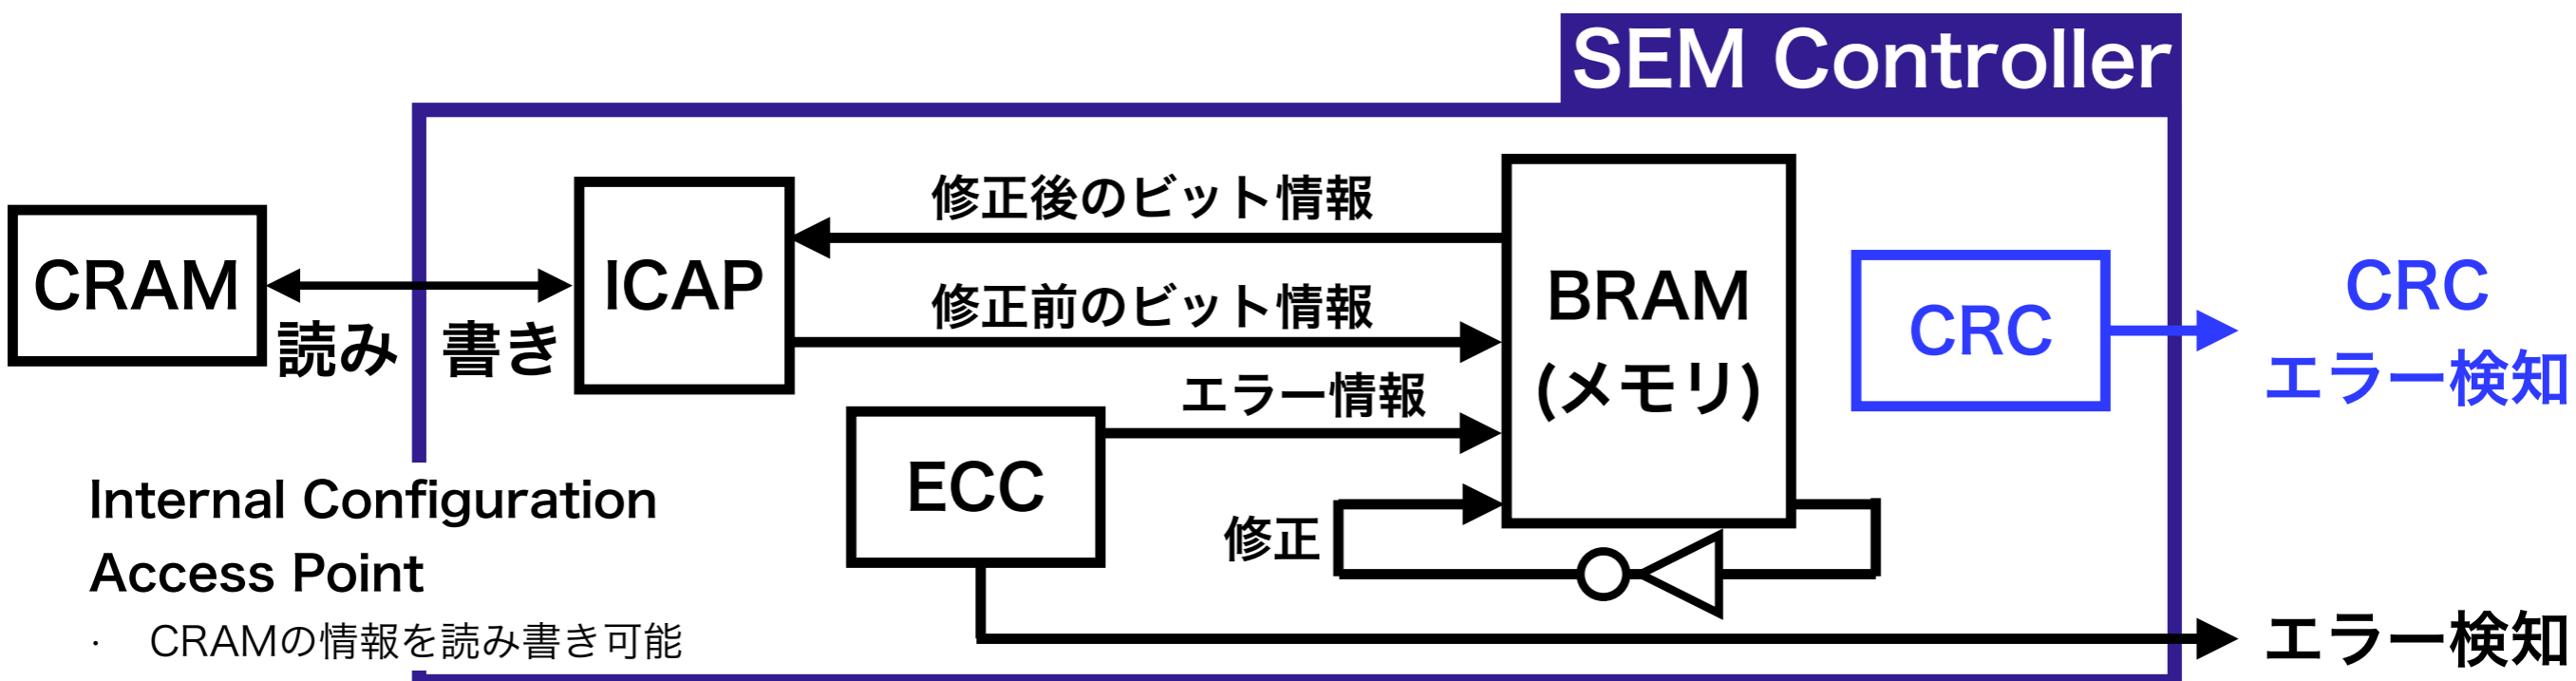 SEM Controller
修正後のビット情報
CRAM
ICAP
修正前のビット情報
読み 書き
BRAM
(メモリ)
CRC
CRC
エラー検知
エラー情報
ECC
Internal Configuration
Access Point
修正
・ CRAMの情報を読み書き可能
エラー検知